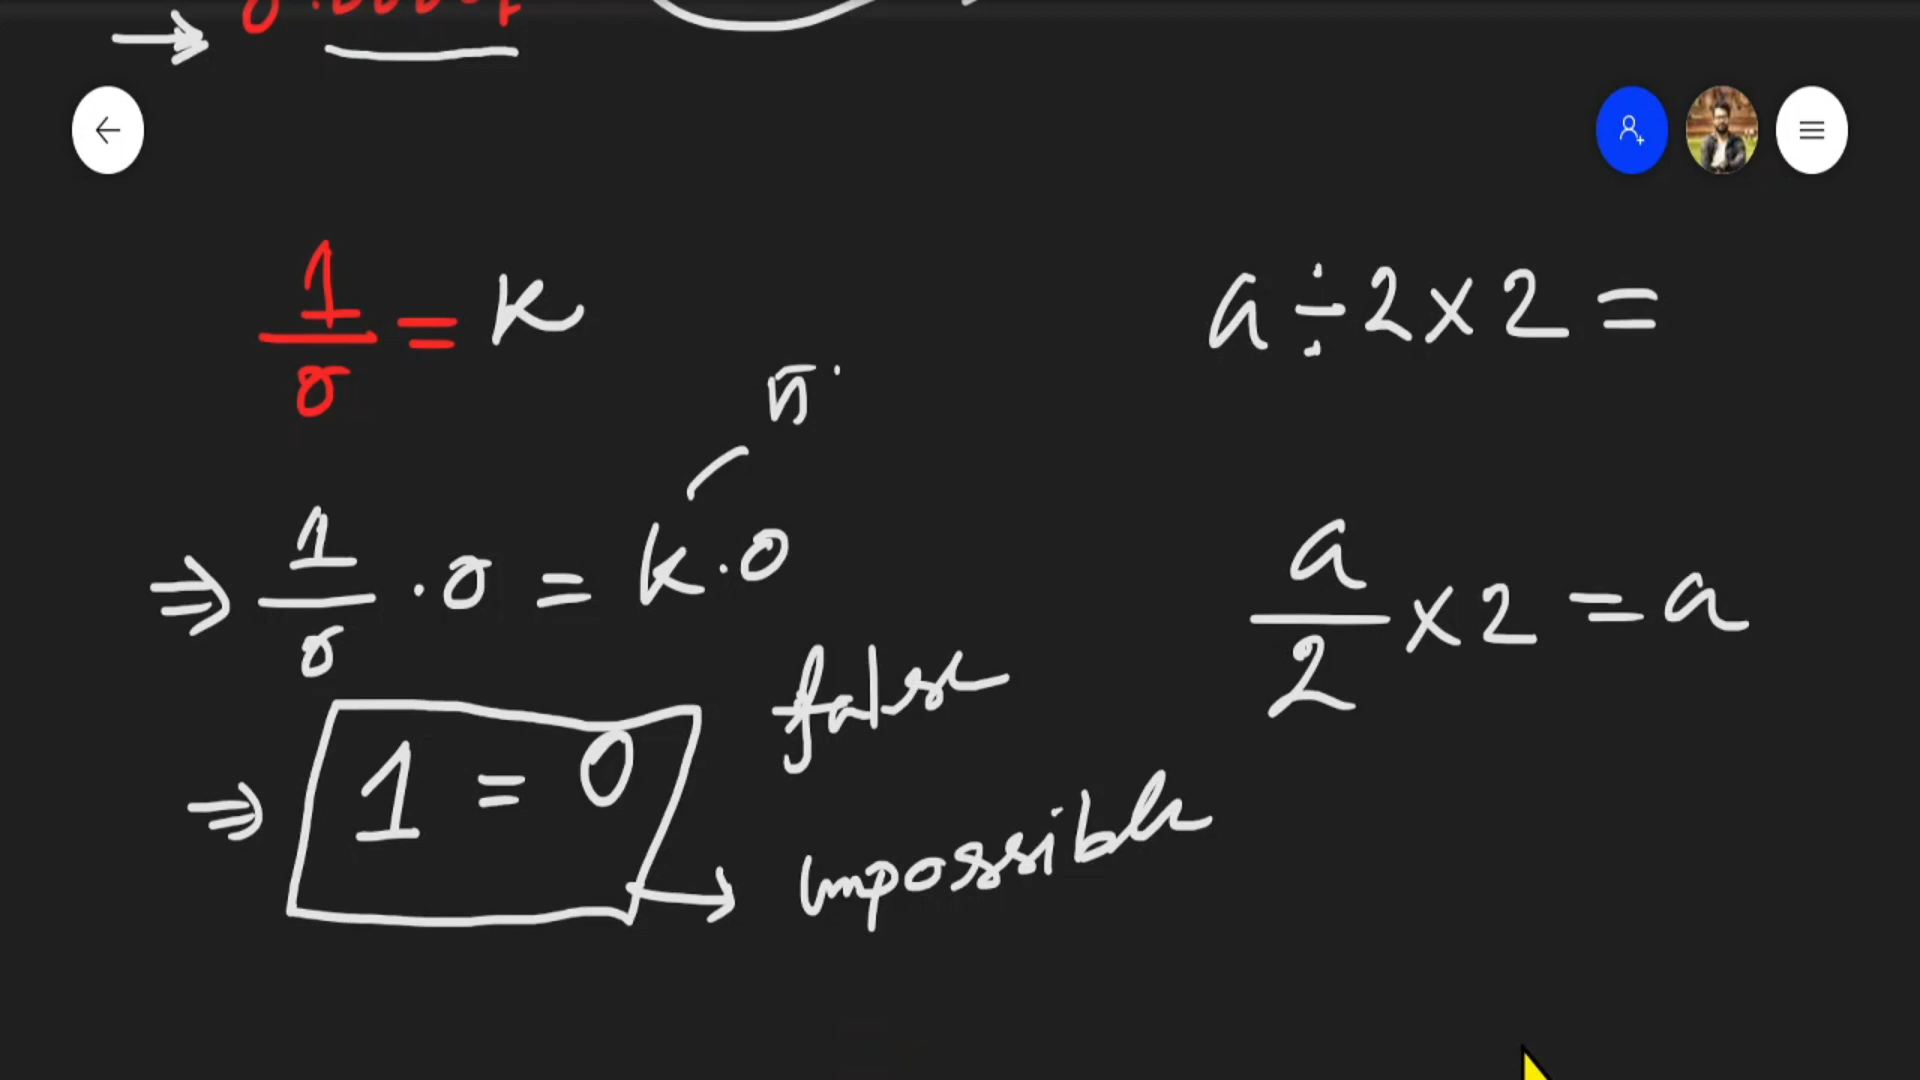 1/0 = k
a ÷ 2 x 2 =
⇒ 1/0 . 0 = k . 0
a/2 x 2 = a
false
⇒ 1 = 0
→ impossible